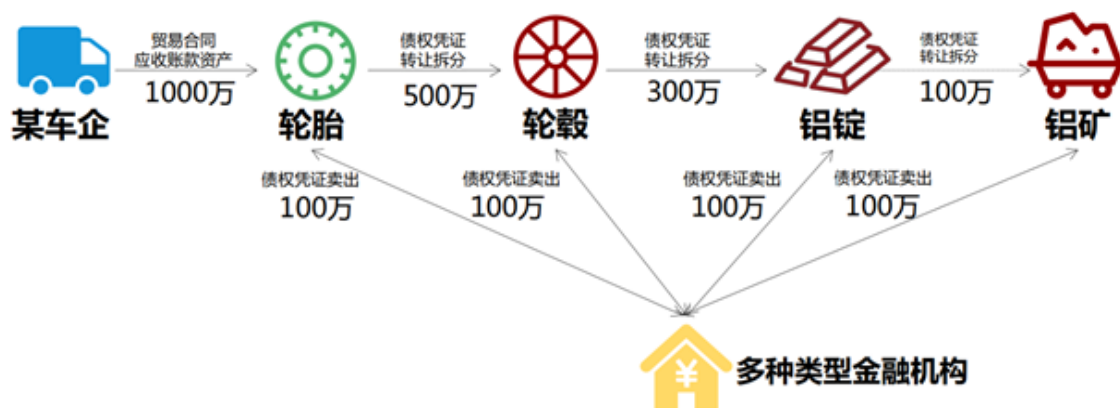 贸易合同
应收账款资产
1000万
债权凭证
转让拆分
500万
债权凭证
转让拆分
300万
债权凭证
转让拆分
100万
某车企
轮胎
轮毂
铝锭
铝矿
债权凭证卖出
100万
债权凭证卖出
100万
债权凭证卖出
100万
债权凭证卖出
100万
¥
多种类型金融机构